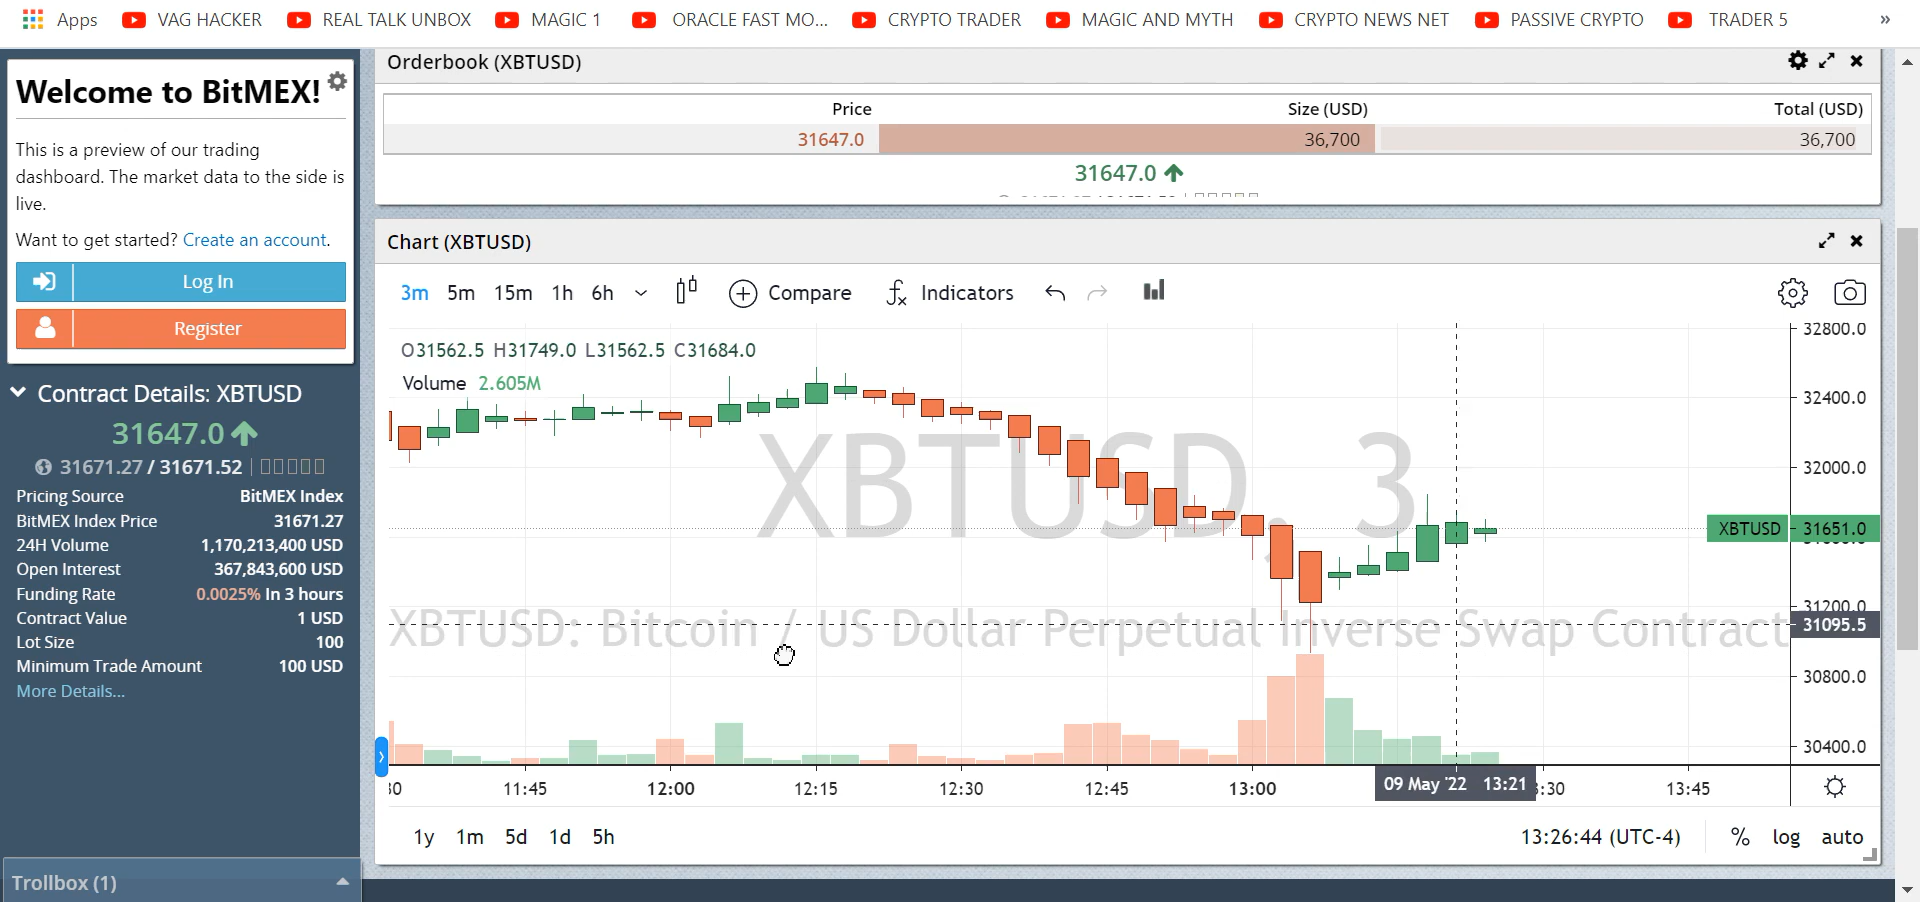 Apps VAG HACKER REAL TALK UNBOX MAGIC 1 ORACLE FAST MO... CRYPTO TRADER MAGIC AND MYTH CRYPTO NEWS NET PASSIVE CRYPTO TRADER 5 »
Welcome to BitMEX!
This is a preview of our trading
dashboard. The market data to the side is
live.
Want to get started? Create an account.
Log In
Register
Contract Details: XBTUSD
31647.0
31671.27 / 31671.52
Pricing Source BitMEX Index
BitMEX Index Price 31671.27
24H Volume 1,170,213,400 USD
Open Interest 367,843,600 USD
Funding Rate 0.0025% In 3 hours
Contract Value 1 USD
Lot Size 100
Minimum Trade Amount 100 USD
More Details...
Trollbox (1)
Orderbook (XBTUSD)
Price Size (USD) Total (USD)
31647.0 36,700 36,700
31647.0
Chart (XBTUSD)
3m 5m 15m 1h 6h Compare fx Indicators
O31562.5 H31749.0 L31562.5 C31684.0
Volume 2.605M
XBTUSD, 3
XBTUSD: Bitcoin / US Dollar Perpetual Inverse Swap Contract
32800.0
32400.0
32000.0
XBTUSD 31651.0
31200.0
31095.5
30800.0
30400.0
:30 11:45 12:00 12:15 12:30 12:45 13:00 09 May '22 13:21 3:30 13:45
1y 1m 5d 1d 5h 13:26:44 (UTC-4) % log auto